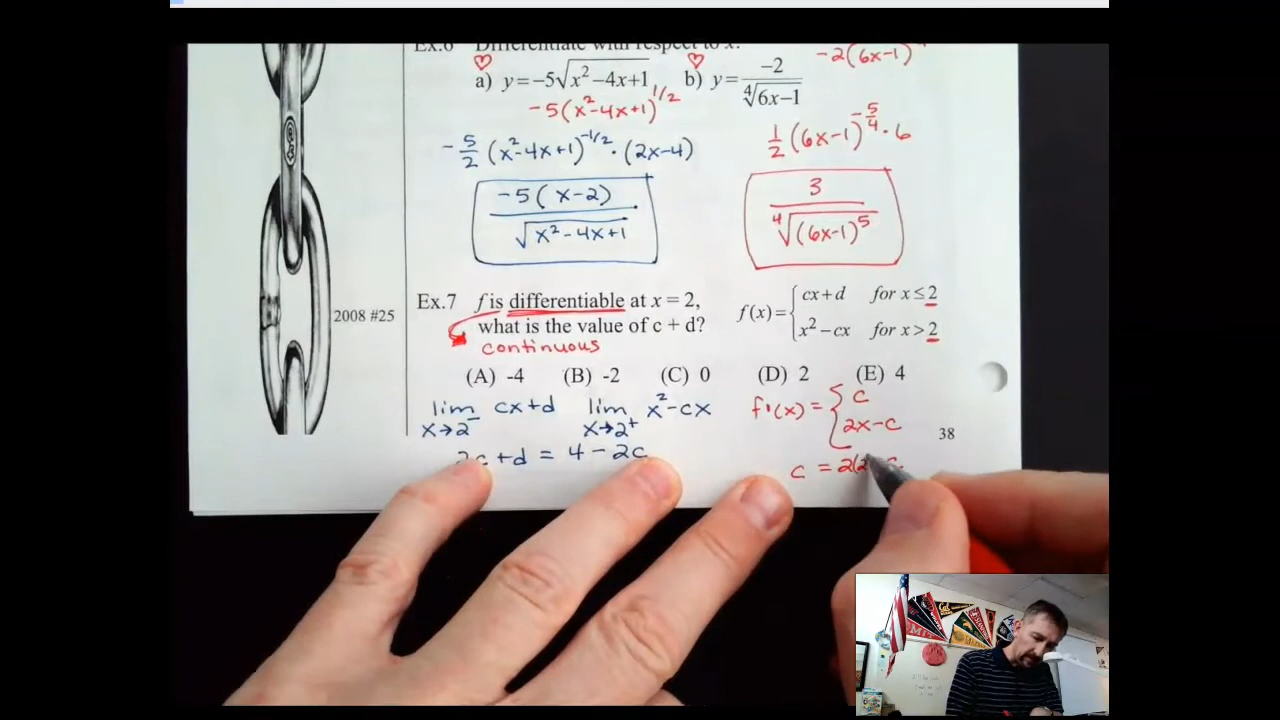 Ex.6 Differentiate with respect to x.
-2(6x-1)
a) y=-5√(x²-4x+1) b) y=-2/⁴√(6x-1)
-5(x²-4x+1)^1/2
-5/2 (x²-4x+1)^-1/2 · (2x-4)
1/2 (6x-1)^-5/4 · 6
-5(x-2)/√(x²-4x+1)
3/⁴√((6x-1)⁵)
2008 #25
Ex.7 f is differentiable at x = 2,
what is the value of c + d?
continuous
f(x)={ cx+d for x≤2
x²-cx for x>2
(A) -4 (B) -2 (C) 0 (D) 2 (E) 4
lim x→2⁻ cx+d lim x→2⁺ x²-cx
f'(x) = { c
2x-c
38
2c+d = 4-2c
c = 2(2